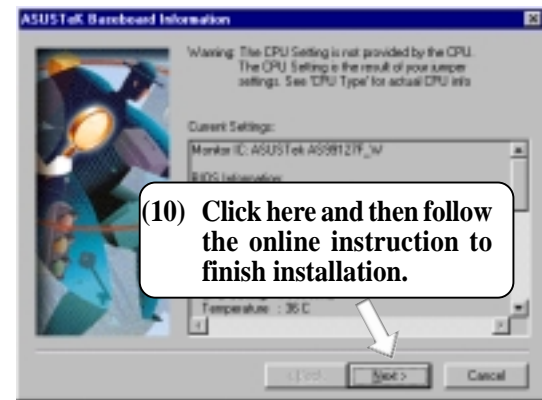 ASUSTeK Baseboard Information
Warning: The CPU Setting is not provided by the CPU.
The CPU Setting is the result of your jumper
settings. See 'CPU Type' for actual CPU info
Current Settings:
Monitor IC: ASUSTek AS99127F_W
BIOS Information:
(10) Click here and then follow
the online instruction to
finish installation.
Temperature : 36 C
< Back
Next >
Cancel